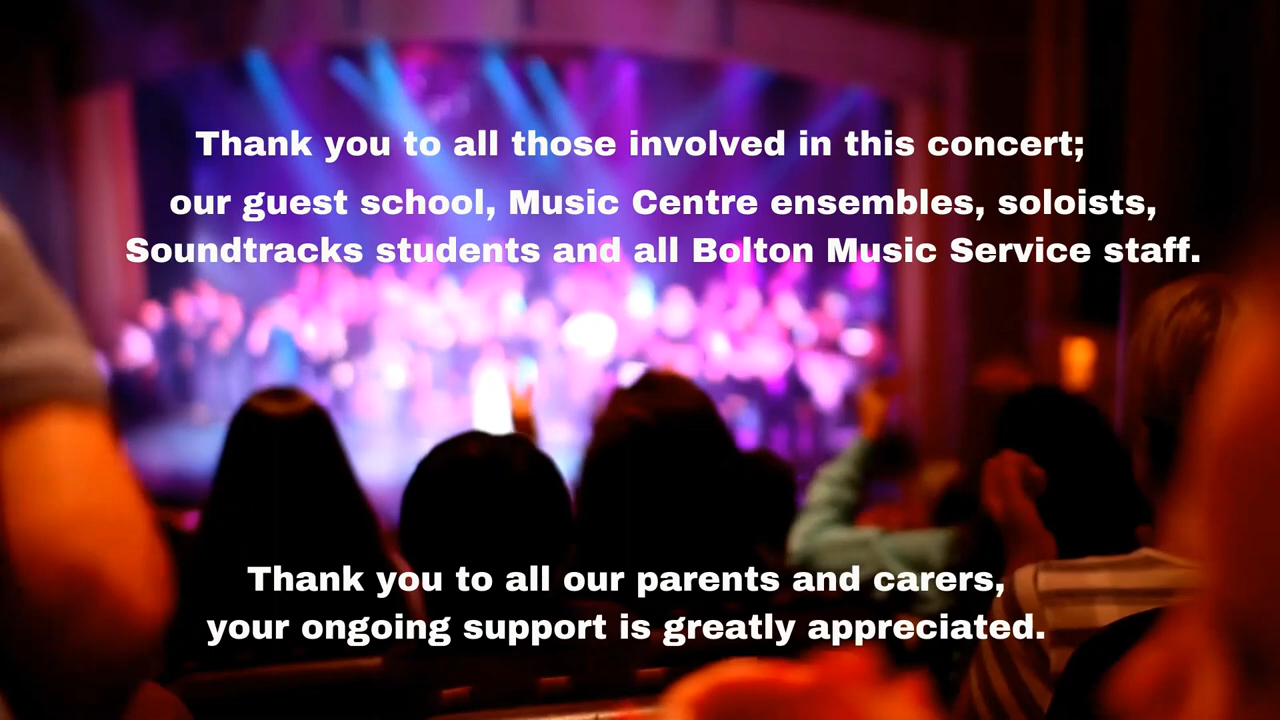 Thank you to all those involved in this concert;
our guest school, Music Centre ensembles, soloists,
Soundtracks students and all Bolton Music Service staff.
Thank you to all our parents and carers,
your ongoing support is greatly appreciated.